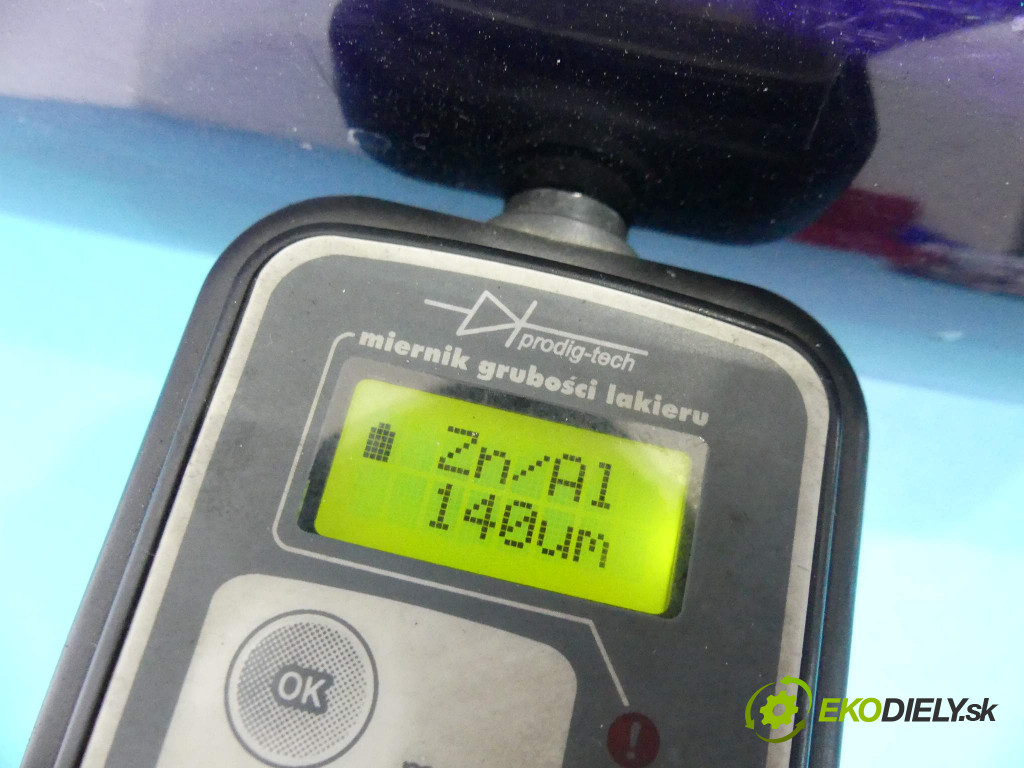 prodig-tech
miernik grubości lakieru
Zn/Al
140um
OK
!
EKODIELY.sk